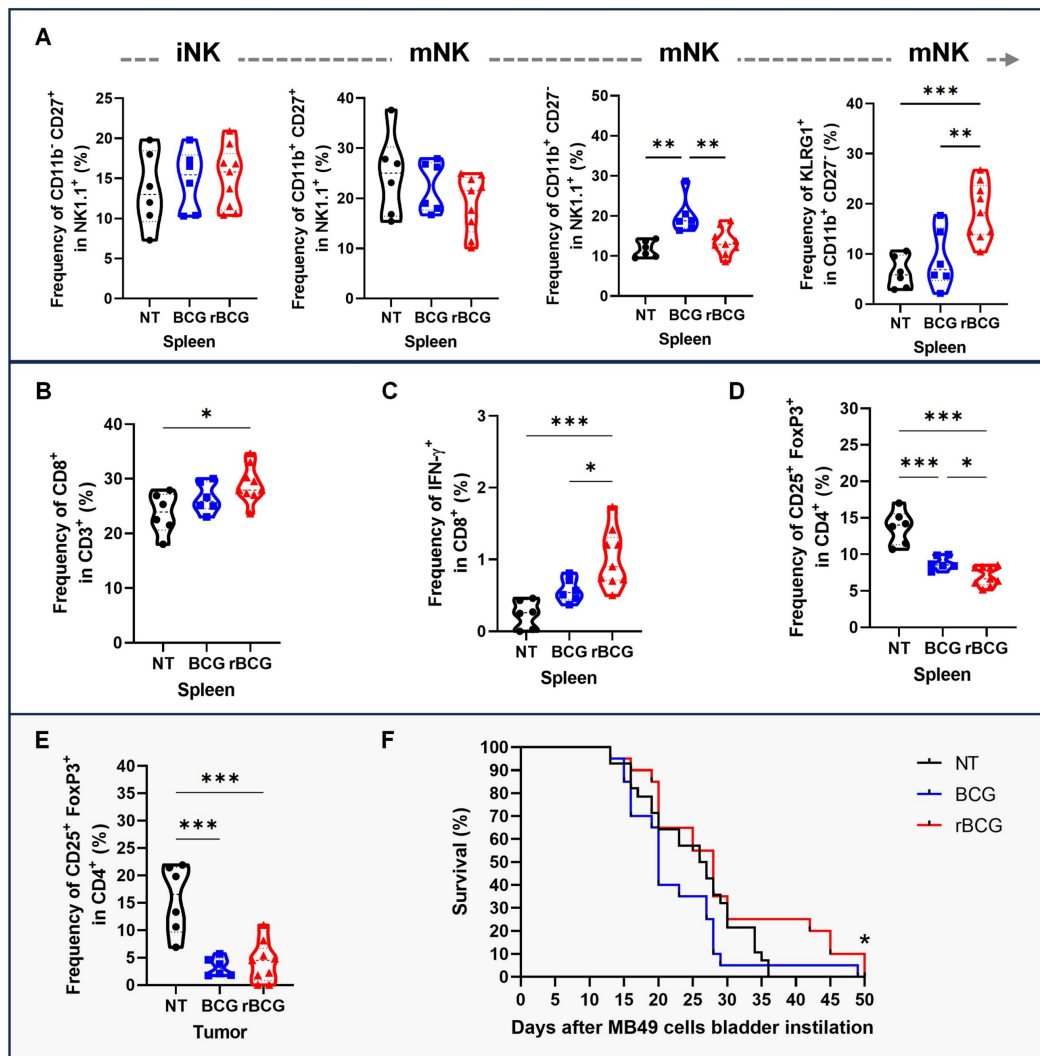 A
iNK
mNK
mNK
mNK
Frequency of CD11b⁻ CD27⁺
in NK1.1⁺ (%)
25
20
15
10
5
0
NT BCG rBCG
Spleen
Frequency of CD11b⁺ CD27⁺
in NK1.1⁺ (%)
40
30
20
10
0
NT BCG rBCG
Spleen
Frequency of CD11b⁺ CD27⁻
in NK1.1⁺ (%)
50
40
30
20
10
0
** **
NT BCG rBCG
Spleen
Frequency of KLRG1⁺
in CD11b⁺ CD27⁻ (%)
40
30
20
10
0
***
**
NT BCG rBCG
Spleen
B
Frequency of CD8⁺
in CD3⁺ (%)
40
30
20
10
0
*
NT BCG rBCG
Spleen
C
Frequency of IFN-γ⁺
in CD8⁺ (%)
3
2
1
0
***
*
NT BCG rBCG
Spleen
D
Frequency of CD25⁺ FoxP3⁺
in CD4⁺ (%)
30
25
20
15
10
5
0
***
*** *
NT BCG rBCG
Spleen
E
Frequency of CD25⁺ FoxP3⁺
in CD4⁺ (%)
40
35
30
25
20
15
10
5
0
***
***
NT BCG rBCG
Tumor
F
Survival (%)
100
90
80
70
60
50
40
30
20
10
0
NT
BCG
rBCG
*
0 5 10 15 20 25 30 35 40 45 50
Days after MB49 cells bladder instilation